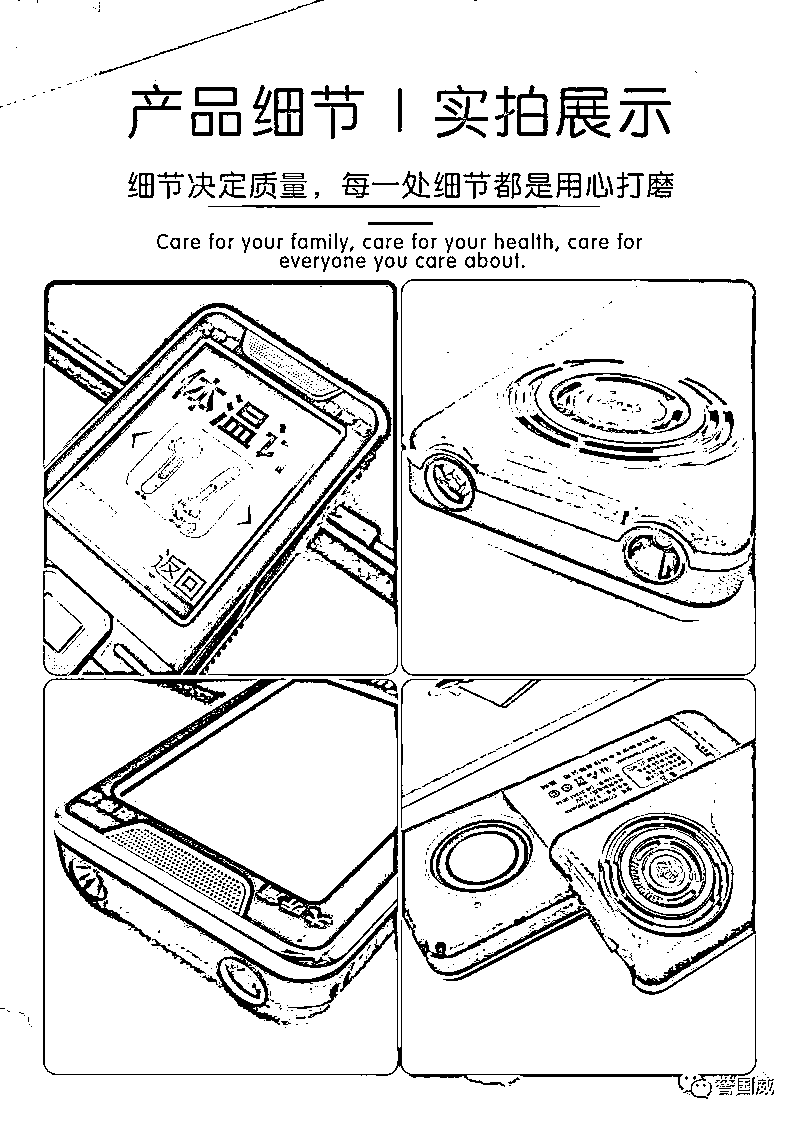 产品细节 | 实拍展示
细节决定质量，每一处细节都是用心打磨
Care for your family, care for your health, care for
everyone you care about.
体温
返回
誉国威